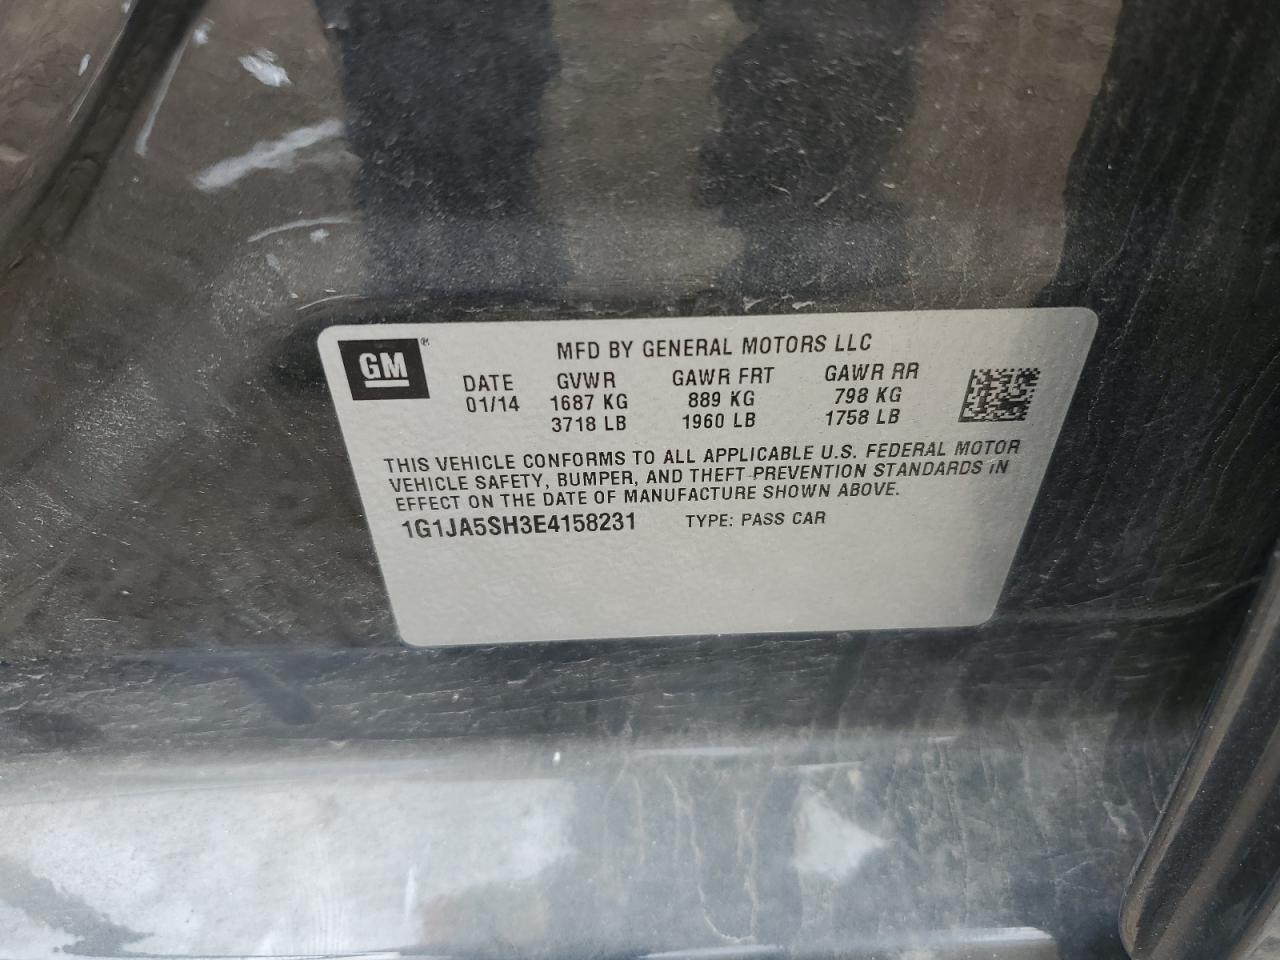 GM®
MFD BY GENERAL MOTORS LLC
DATE GVWR GAWR FRT GAWR RR
01/14 1687 KG 889 KG 798 KG
3718 LB 1960 LB 1758 LB
THIS VEHICLE CONFORMS TO ALL APPLICABLE U.S. FEDERAL MOTOR
VEHICLE SAFETY, BUMPER, AND THEFT PREVENTION STANDARDS IN
EFFECT ON THE DATE OF MANUFACTURE SHOWN ABOVE.
1G1JA5SH3E4158231 TYPE: PASS CAR